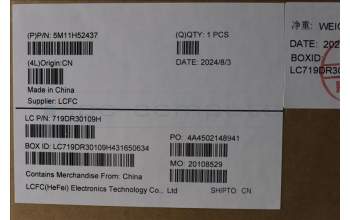 (P)P/N: 5M11H52437
(Q)QTY: 1 PCS
(4L)Origin:CN
DATE: 2024/8/3
Made in China
Supplier: LCFC
LC P/N: 719DR30109H
PO: 4A4502148941
BOX ID: LC719DR30109H431650634
MO: 20108529
Contains Merchandise From: China
LCFC(HeFei) Electronics Technology Co., Ltd
SHIPTO CN
净重: WEIG
DATE: 202
BOXID
LC719DR30